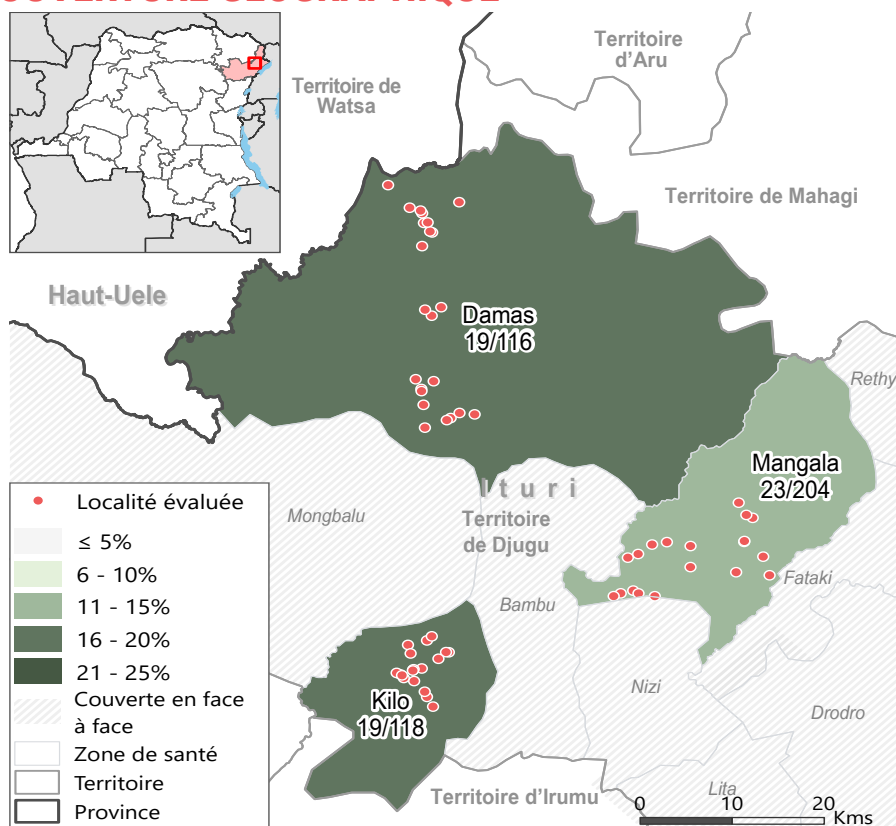 OUVERTURE GÉOGRAPHIQUE
Territoire
d'Aru
Territoire de
Watsa
Territoire de Mahagi
Haut-Uele
Damas
19/116
Rethy
Mangala
23/204
Ituri
Territoire
de Djugu
Mongbalu
Fataki
Bambu
Nizi
Kilo
19/118
Drodro
Lita
Territoire d'Irumu
Localité évaluée
≤ 5%
6 - 10%
11 - 15%
16 - 20%
21 - 25%
Couverte en face
à face
Zone de santé
Territoire
Province
0 10 20
Kms